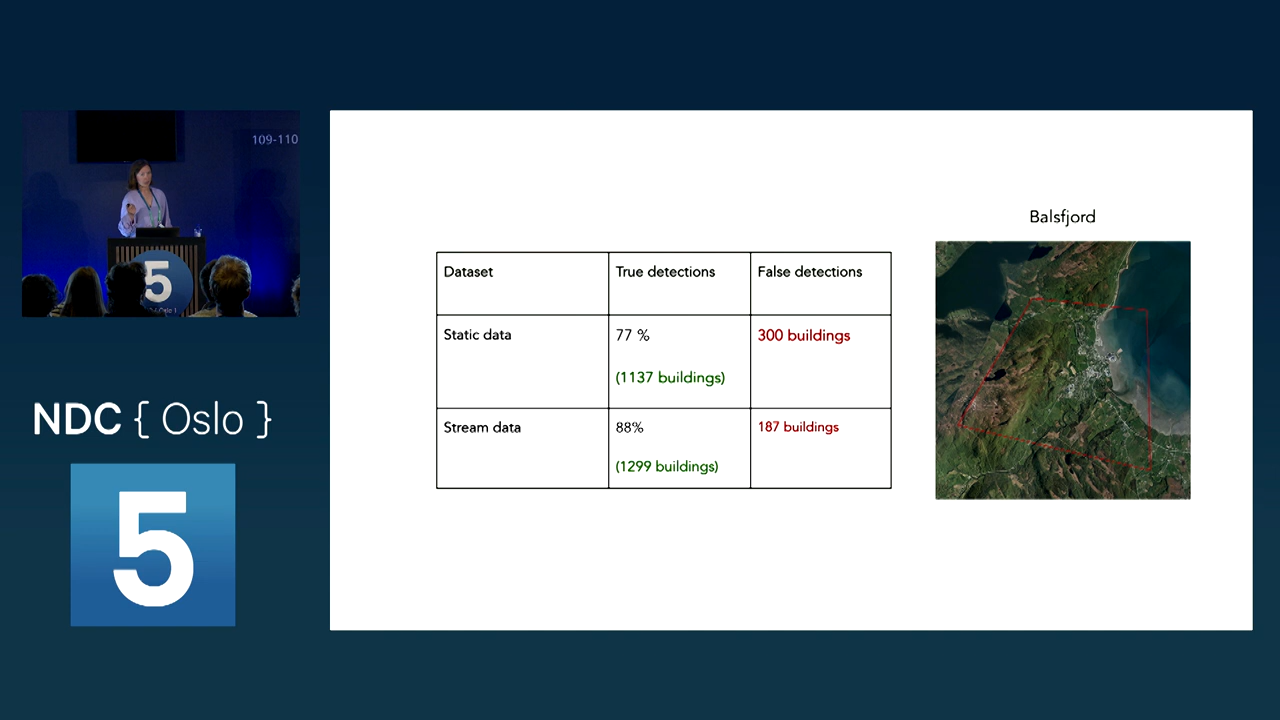 109-110
5
NDC { Oslo }
5
Balsfjord
Dataset True detections False detections
Static data 77 % 300 buildings
(1137 buildings)
Stream data 88% 187 buildings
(1299 buildings)